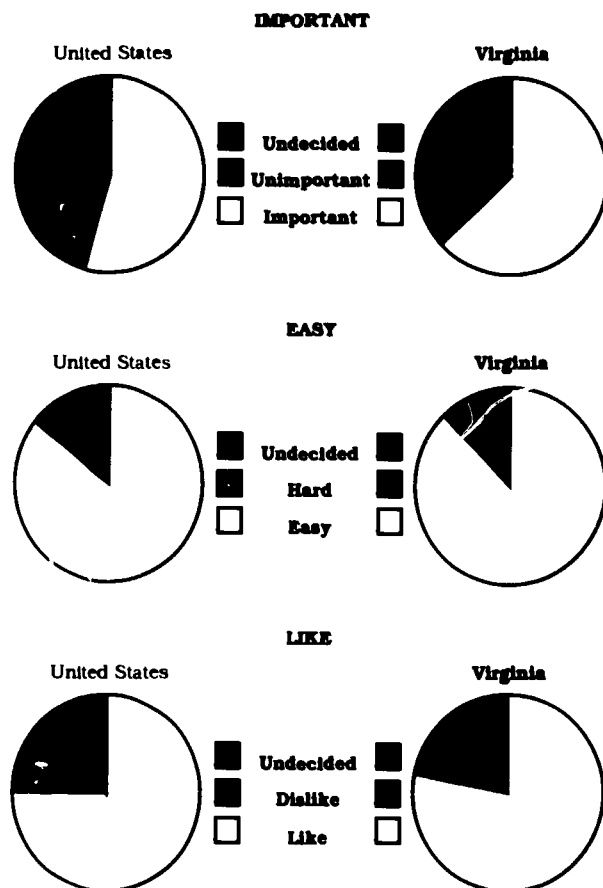 IMPORTANT
United States Virginia
Undecided
Unimportant
Important
EASY
United States Virginia
Undecided
Hard
Easy
LIKE
United States Virginia
Undecided
Dislike
Like